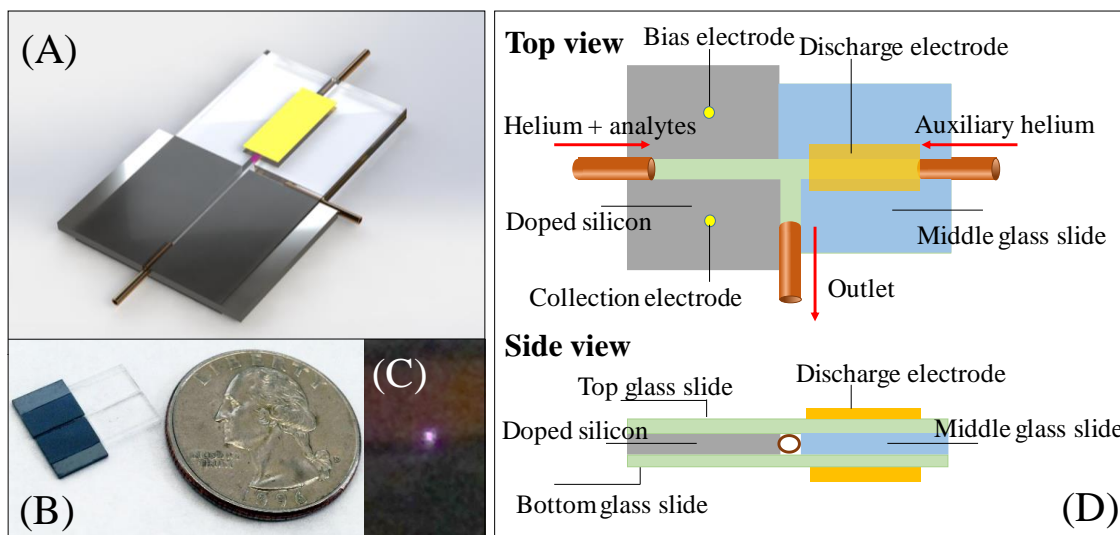 (A)
(B)
LIBERTY
1996
(C)
Top view
Bias electrode
Discharge electrode
Helium + analytes
Auxiliary helium
Doped silicon
Middle glass slide
Collection electrode
Outlet
Side view
Top glass slide
Discharge electrode
Doped silicon
Middle glass slide
Bottom glass slide
(D)